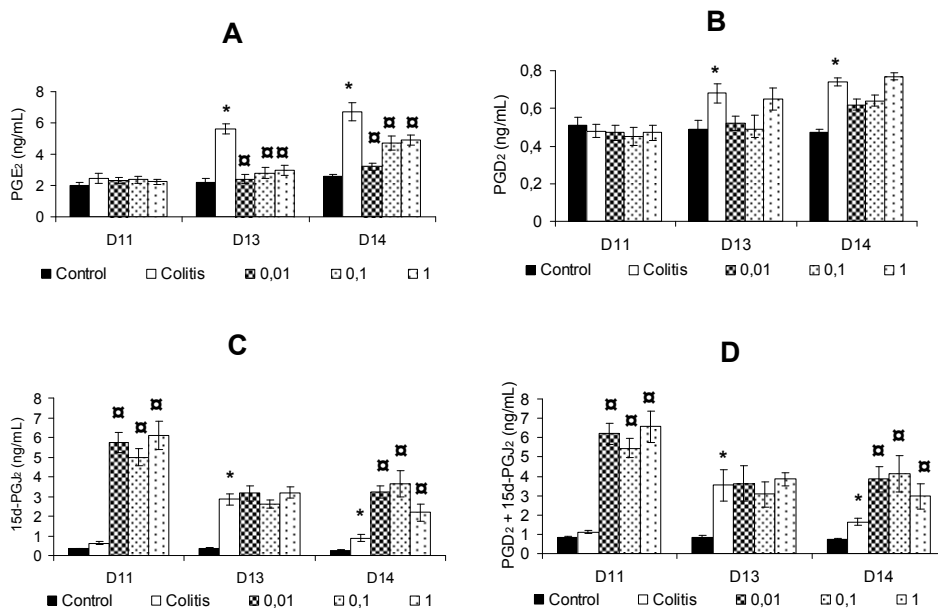 A
PGE₂ (ng/mL)
8
6
4
2
0
*
*
¤
¤
¤
¤
¤
¤
D11
D13
D14
Control
Colitis
0,01
0,1
1
B
PGD₂ (ng/mL)
0,8
0,6
0,4
0,2
0
*
*
D11
D13
D14
Control
Colitis
0,01
0,1
1
C
15d-PGJ₂ (ng/mL)
8
7
6
5
4
3
2
1
0
¤
¤
¤
*
*
¤
¤
¤
D11
D13
D14
Control
Colitis
0,01
0,1
1
D
PGD₂ + 15d-PGJ₂ (ng/mL)
8
7
6
5
4
3
2
1
0
¤
¤
¤
*
*
¤
¤
¤
D11
D13
D14
Control
Colitis
0,01
0,1
1